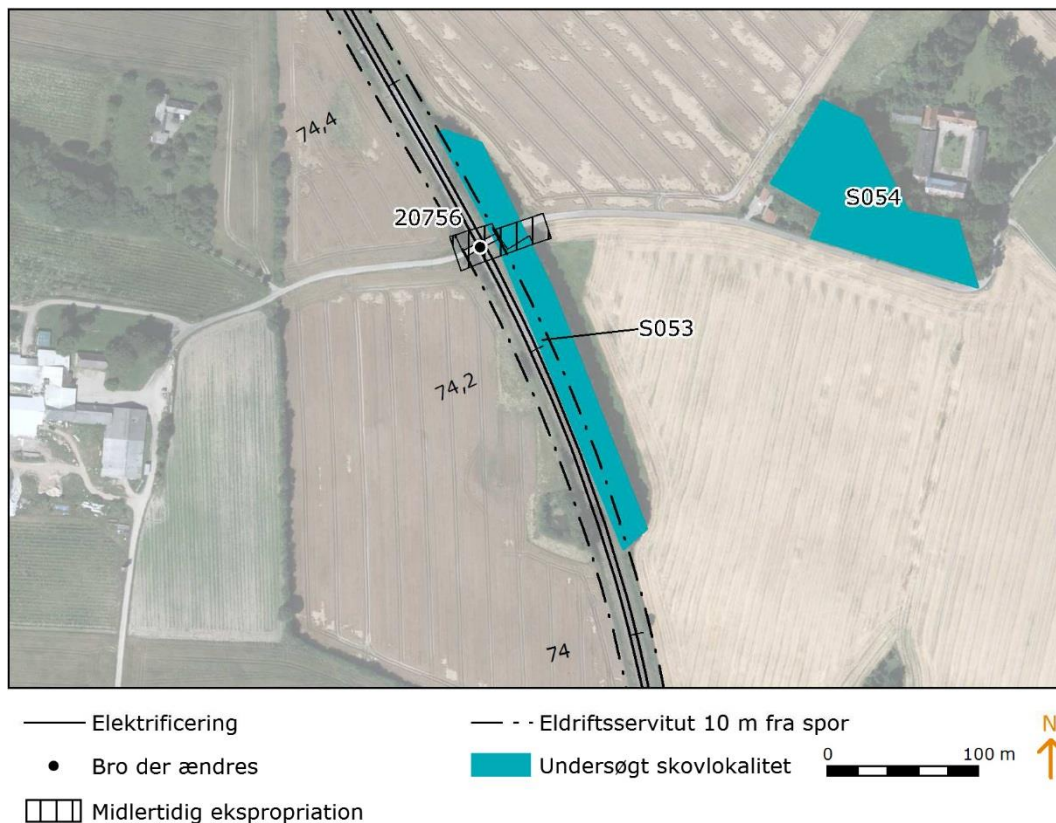 74,4
20756
S054
S053
74,2
74
Elektrificering
Eldriftsservitut 10 m fra spor
N
Bro der ændres
Undersøgt skovlokalitet
0 100 m
Midlertidig ekspropriation